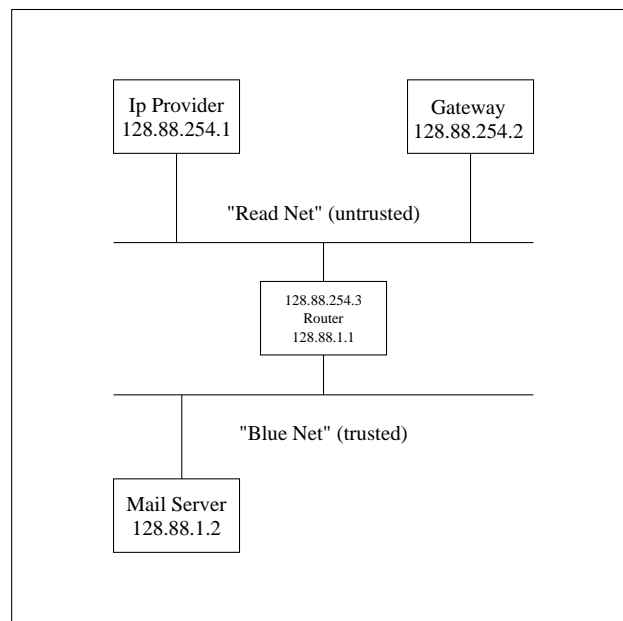 Ip Provider
128.88.254.1
Gateway
128.88.254.2
"Read Net" (untrusted)
128.88.254.3
Router
128.88.1.1
"Blue Net" (trusted)
Mail Server
128.88.1.2